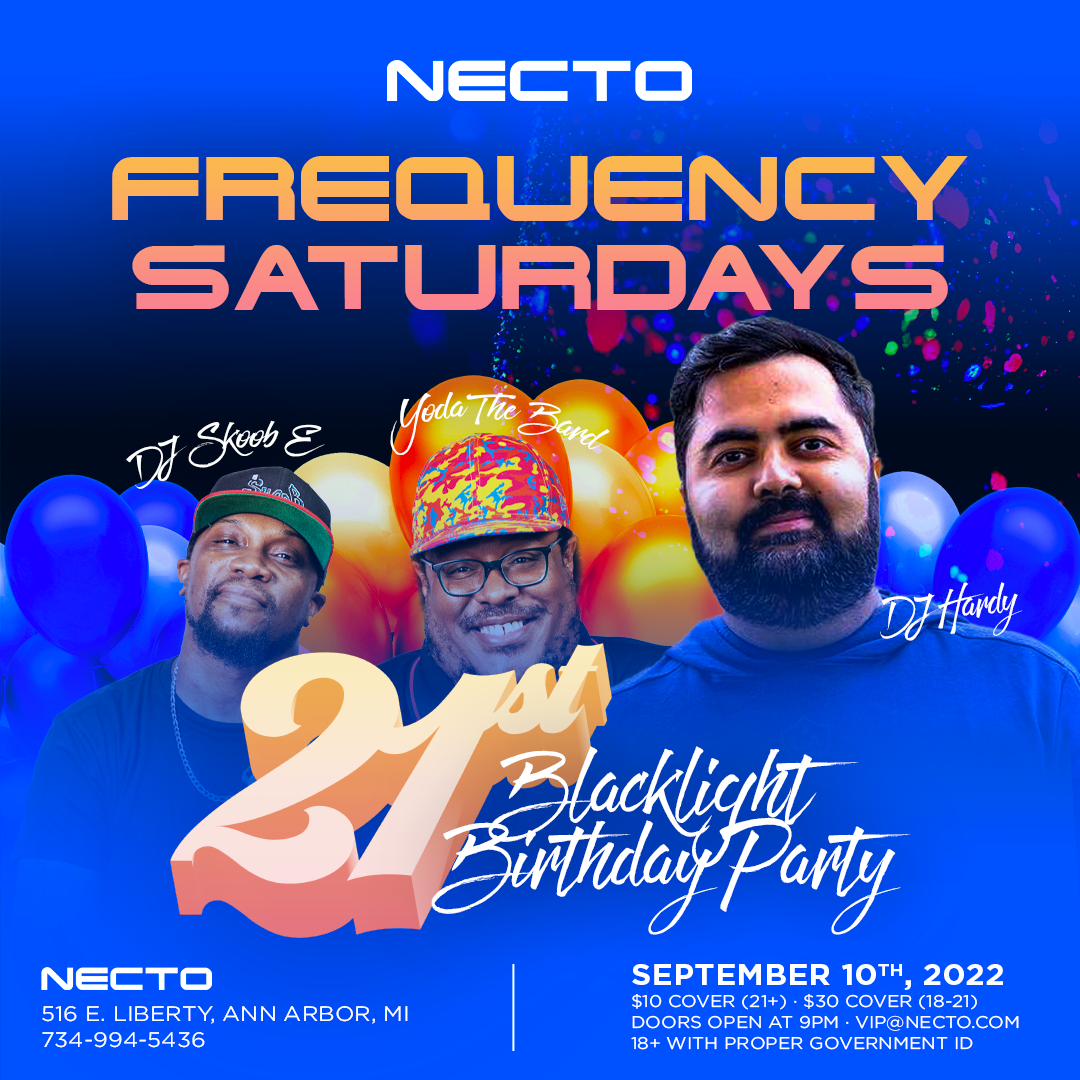 NECTO
FREQUENCY
SATURDAYS
DJ Skoob E
Yoda The Bard
DJ Hardy
21st
Blacklight
Birthday Party
NECTO
516 E. LIBERTY, ANN ARBOR, MI
734-994-5436
SEPTEMBER 10TH, 2022
$10 COVER (21+) · $30 COVER (18-21)
DOORS OPEN AT 9PM · VIP@NECTO.COM
18+ WITH PROPER GOVERNMENT ID